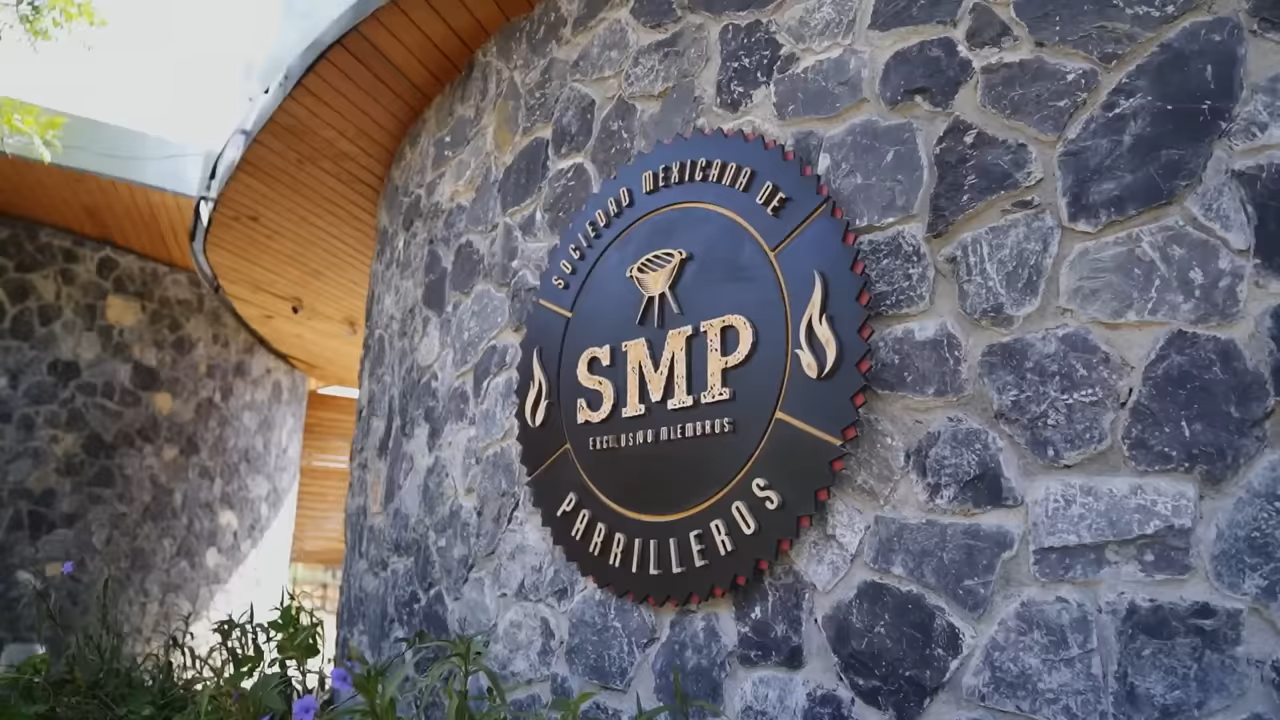 SOCIEDAD MEXICANA DE
SMP
EXCLUSIVO MIEMBROS
PARRILLEROS